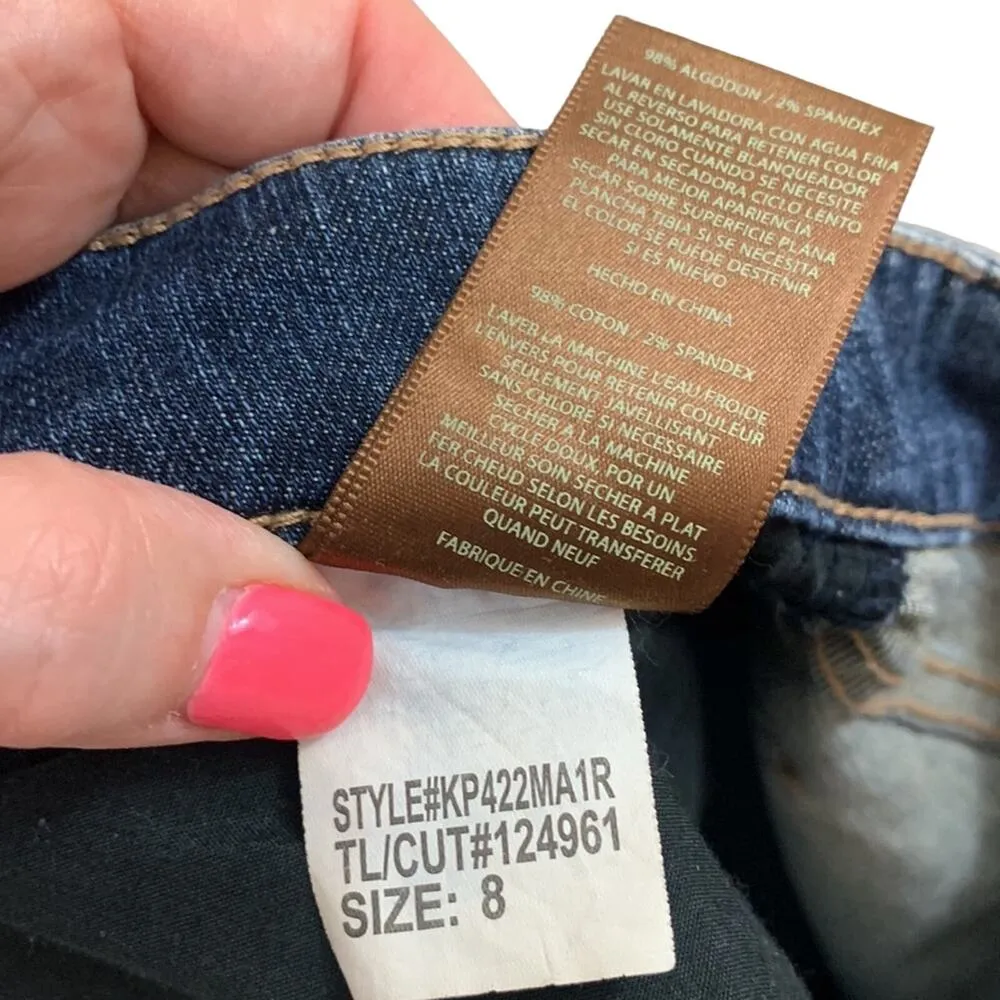 98% ALGODON / 2% SPANDEX
LAVAR EN LAVADORA CON AGUA FRIA
AL REVERSO PARA RETENER COLOR
USE SOLAMENTE BLANQUEADOR
SIN CLORO CUANDO SE NECESITE
SECAR EN SECADORA CICLO LENTO
PARA MEJOR APARIENCIA
SECAR SOBRE SUPERFICIE PLANA
PLANCHA TIBIA SI SE NECESITA
EL COLOR SE PUEDE DESTENIR
SI ES NUEVO
HECHO EN CHINA
98% COTON / 2% SPANDEX
LAVER LA MACHINE L'EAU FROIDE
L'ENVERS POUR RETENIR COULEUR
SEULEMENT JAVELLISANT
SANS CHLORE SI NECESSAIRE
SECHER A LA MACHINE
CYCLE DOUX, POR UN
MEILLEUR SOIN SECHER A PLAT
FER CHEUD SELON LES BESOINS
LA COULEUR PEUT TRANSFERER
QUAND NEUF
FABRIQUE EN CHINE
STYLE#KP422MA1R
TL/CUT#124961
SIZE: 8